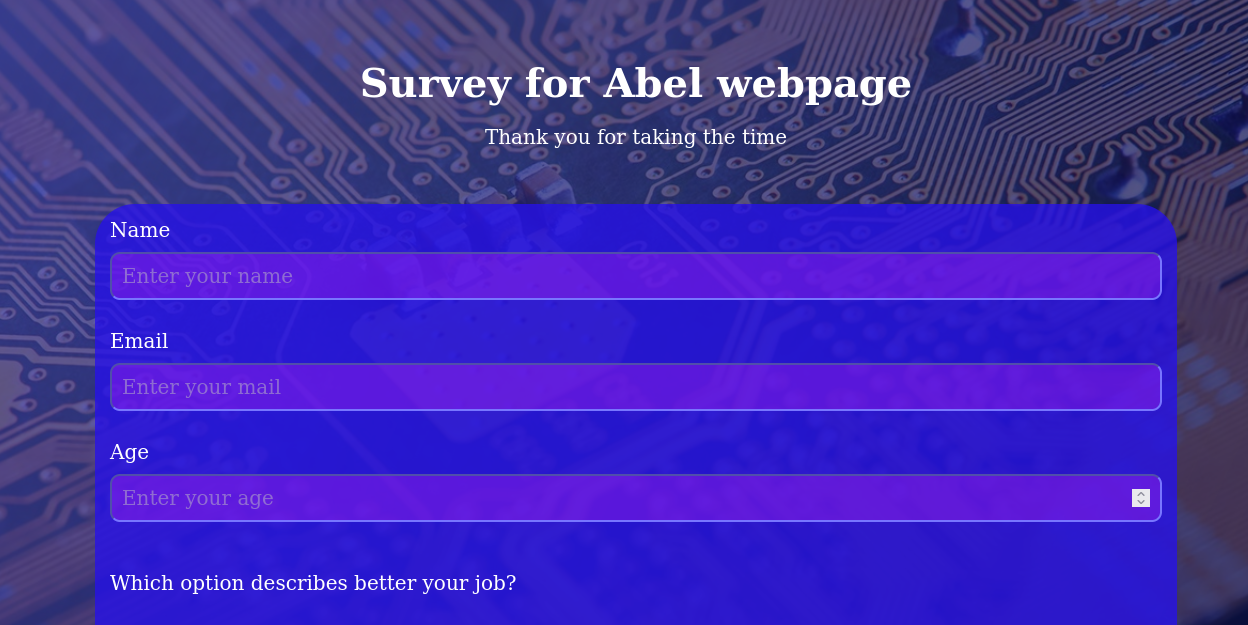 Survey for Abel webpage
Thank you for taking the time
Name
Enter your name
Email
Enter your mail
Age
Enter your age
Which option describes better your job?